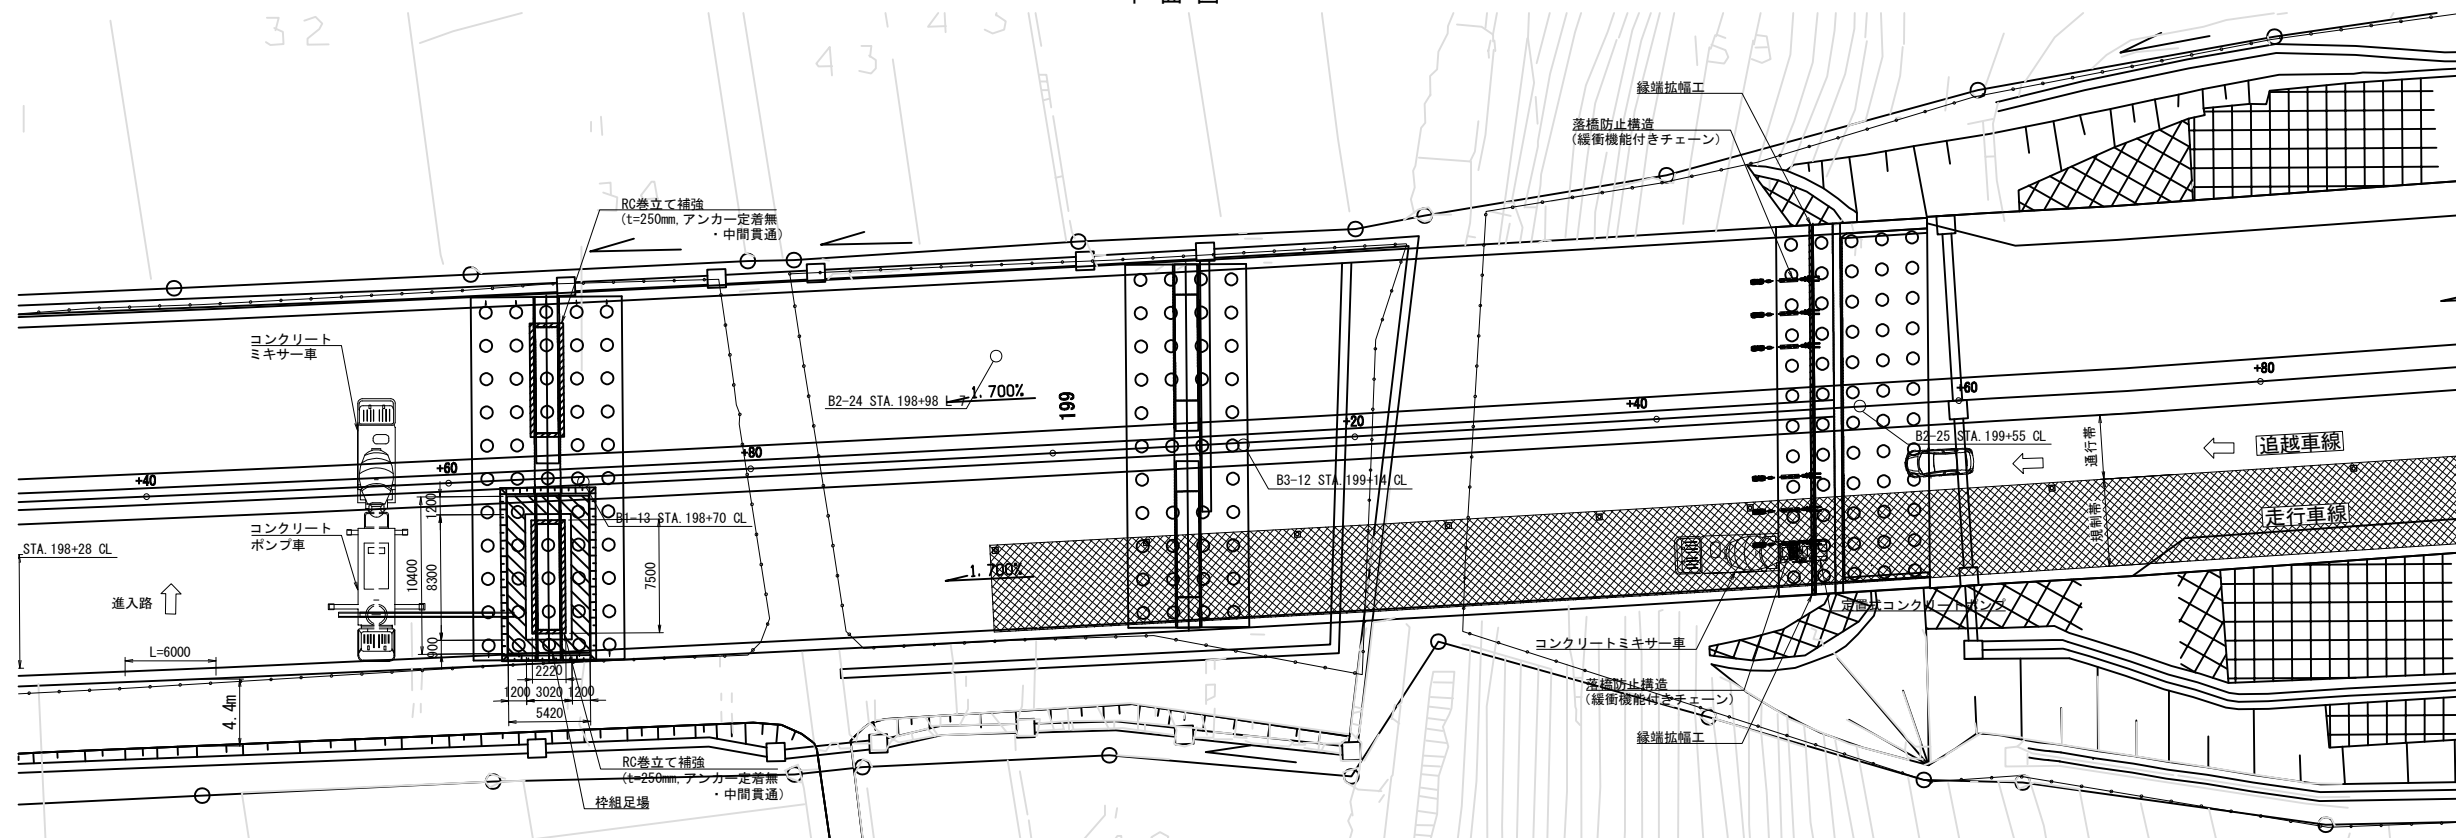 平面図
32
43
43
縁端拡幅工
落橋防止構造
(緩衝機能付きチェーン)
34
RC巻立て補強
(t=250mm,アンカー定着無
・中間貫通)
コンクリート
ミキサー車
B2-24 STA.198+98 L-7
1.700%
199
+40
+60
+80
+20
+40
+60
+80
B3-12 STA.199+14 CL
B2-25 STA.199+55 CL
通行帯
追越車線
規制帯
走行車線
B1-13 STA.198+70 CL
コンクリート
ポンプ車
STA.198+28 CL
1200
10400
8300
7500
900
1.700%
進入路
定置式コンクリートポンプ
コンクリートミキサー車
L=6000
2220
1200 3020 1200
5420
4.4m
落橋防止構造
(緩衝機能付きチェーン)
縁端拡幅工
RC巻立て補強
(t=250mm,アンカー定着無
・中間貫通)
枠組足場